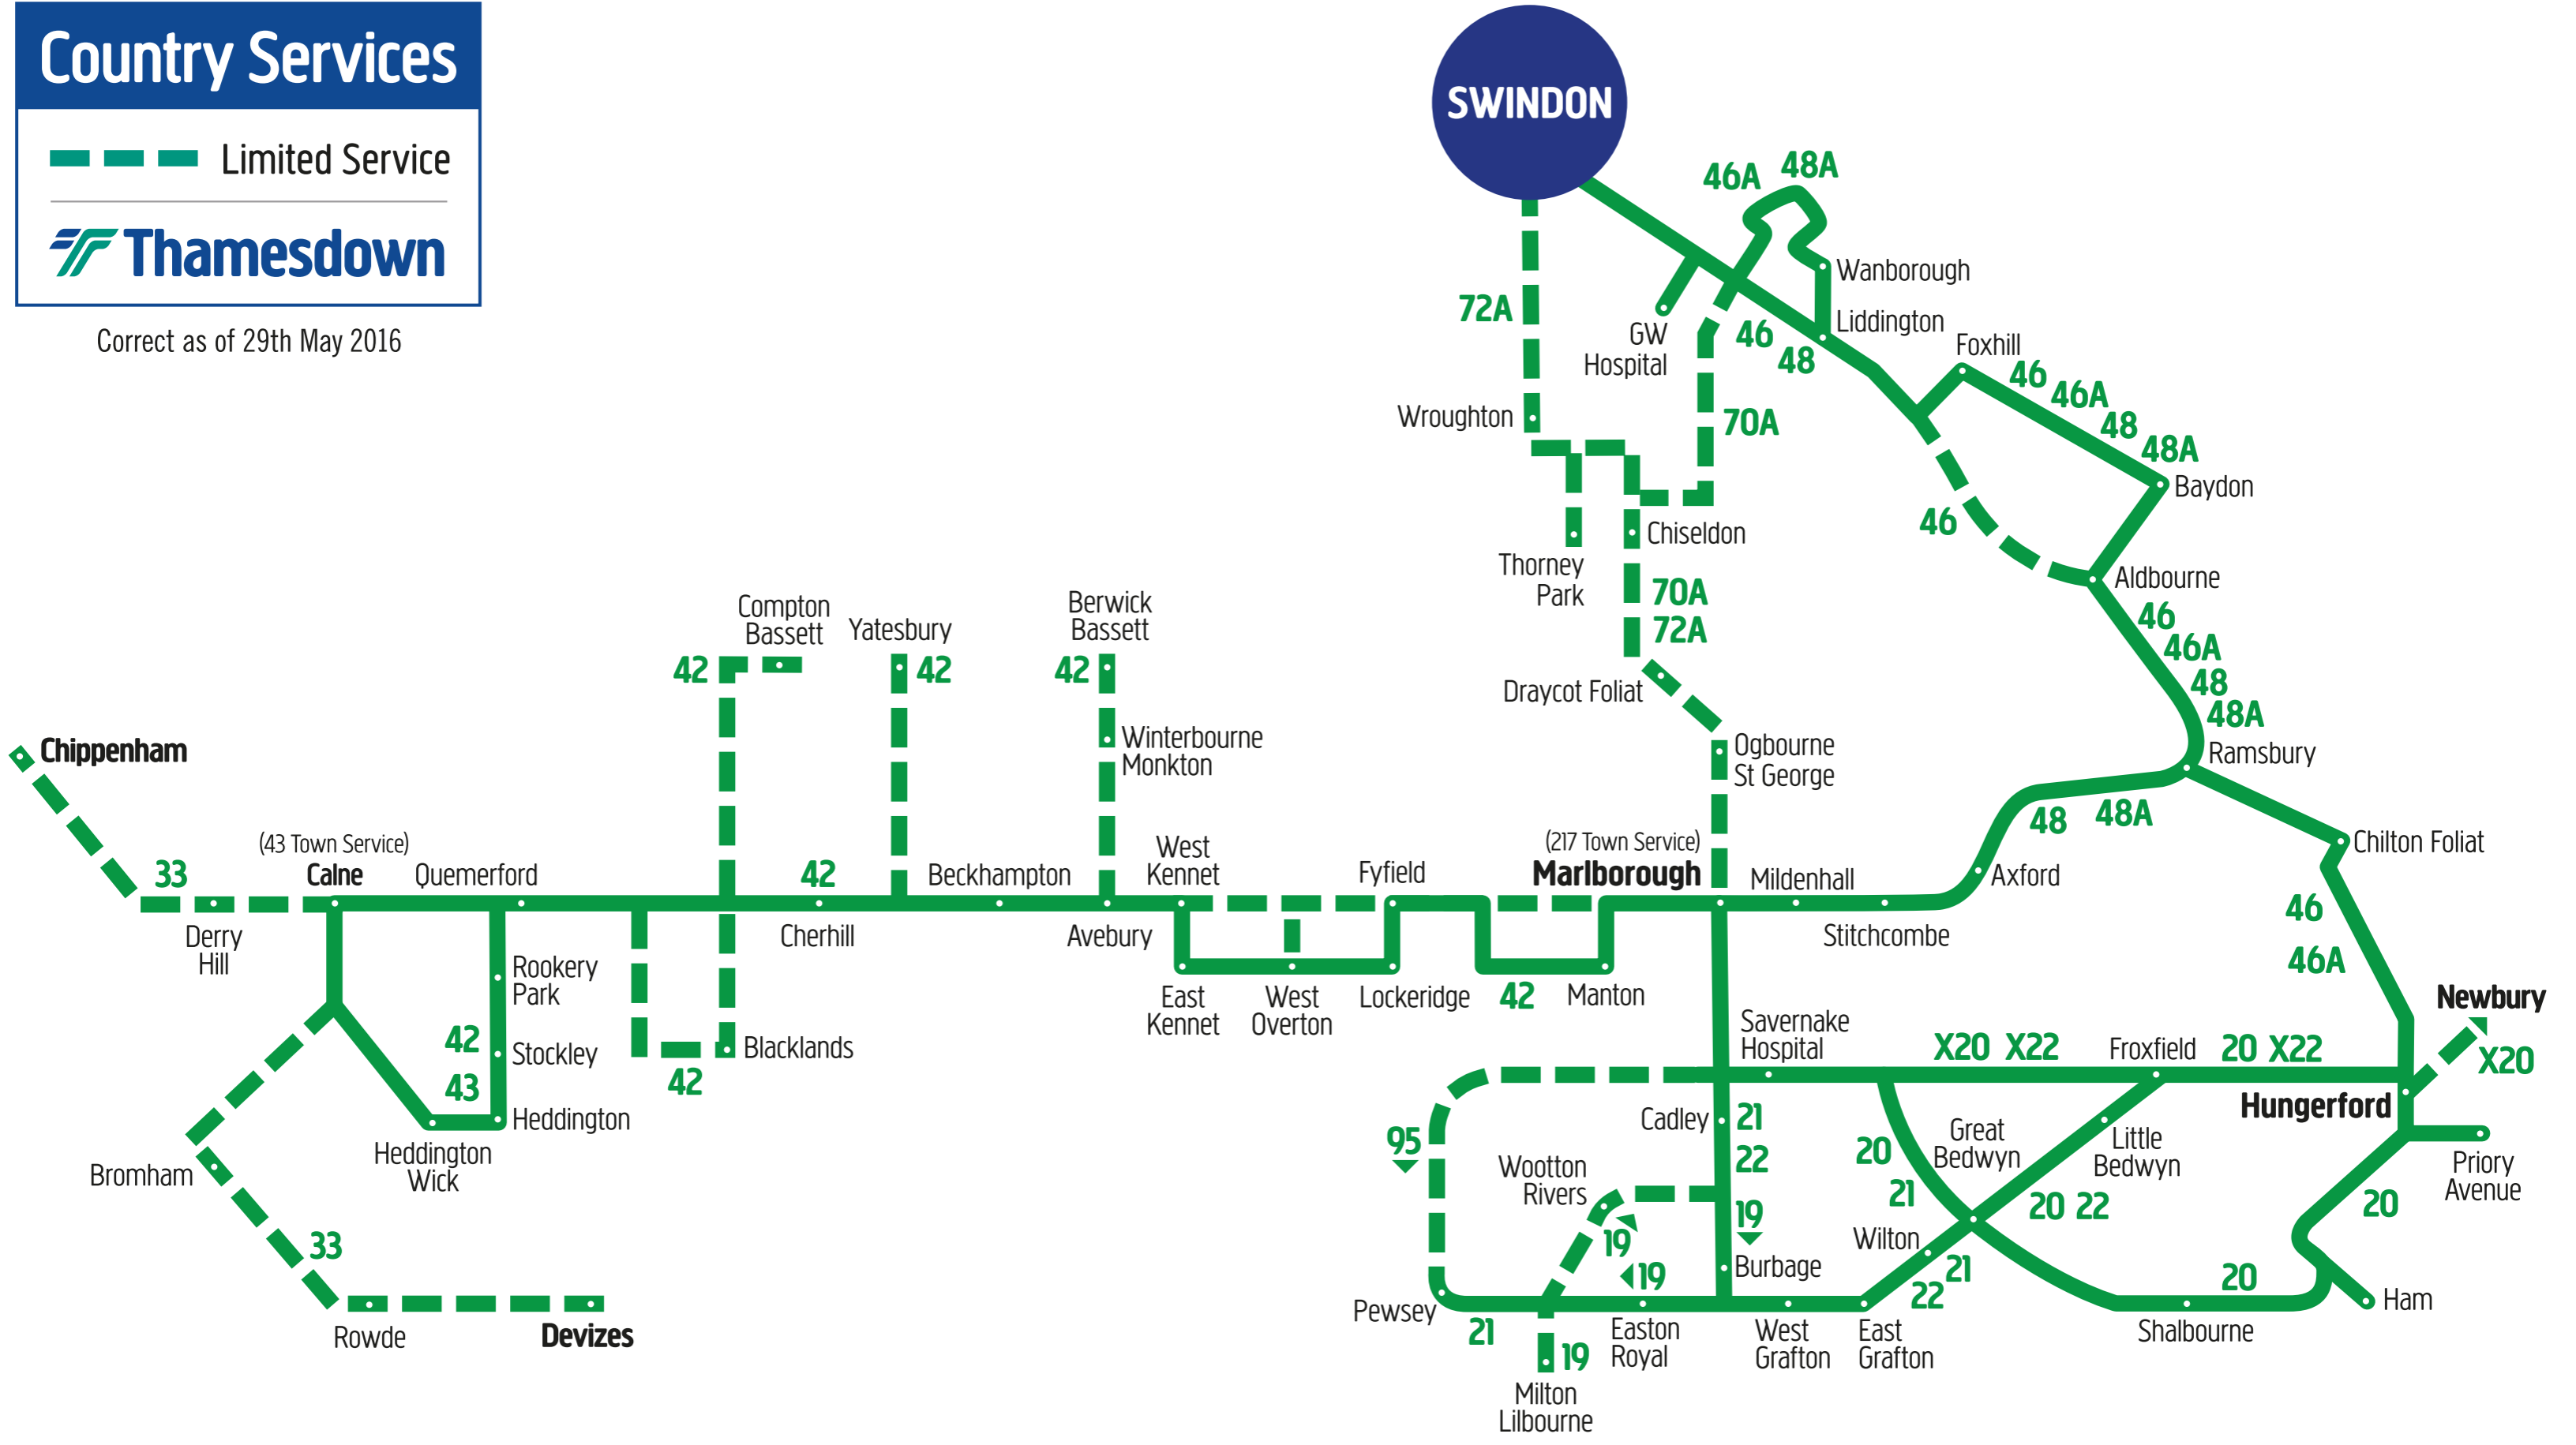 Country Services
Limited Service
Thamesdown
Correct as of 29th May 2016
SWINDON
46A
48A
Wanborough
72A
Liddington
GW
Hospital
46
48
Foxhill
46
46A
48
48A
Wroughton
70A
Baydon
46
Chiseldon
Thorney
Park
Aldbourne
70A
72A
46
46A
48
48A
Draycot Foliat
Compton
Bassett
Yatesbury
Berwick
Bassett
42
42
42
Winterbourne
Monkton
Ogbourne
St George
Ramsbury
Chippenham
48
48A
Chilton Foliat
(43 Town Service)
Calne
Quemerford
33
42
Beckhampton
West
Kennet
Fyfield
(217 Town Service)
Marlborough
Mildenhall
Axford
46
46A
Derry
Hill
Cherhill
Avebury
Stitchcombe
Rookery
Park
East
Kennet
West
Overton
Lockeridge
42
Manton
Newbury
X20
42
Stockley
Blacklands
42
43
Heddington
Heddington
Wick
Savernake
Hospital
X20 X22
Froxfield
20 X22
Hungerford
Cadley
21
22
95
Great
Bedwyn
Little
Bedwyn
20
21
Priory
Avenue
Bromham
Wootton
Rivers
19
19
19
20 22
20
Wilton
21
22
33
Burbage
20
Ham
Pewsey
21
Rowde
Devizes
Easton
Royal
West
Grafton
East
Grafton
Shalbourne
19
Milton
Lilbourne